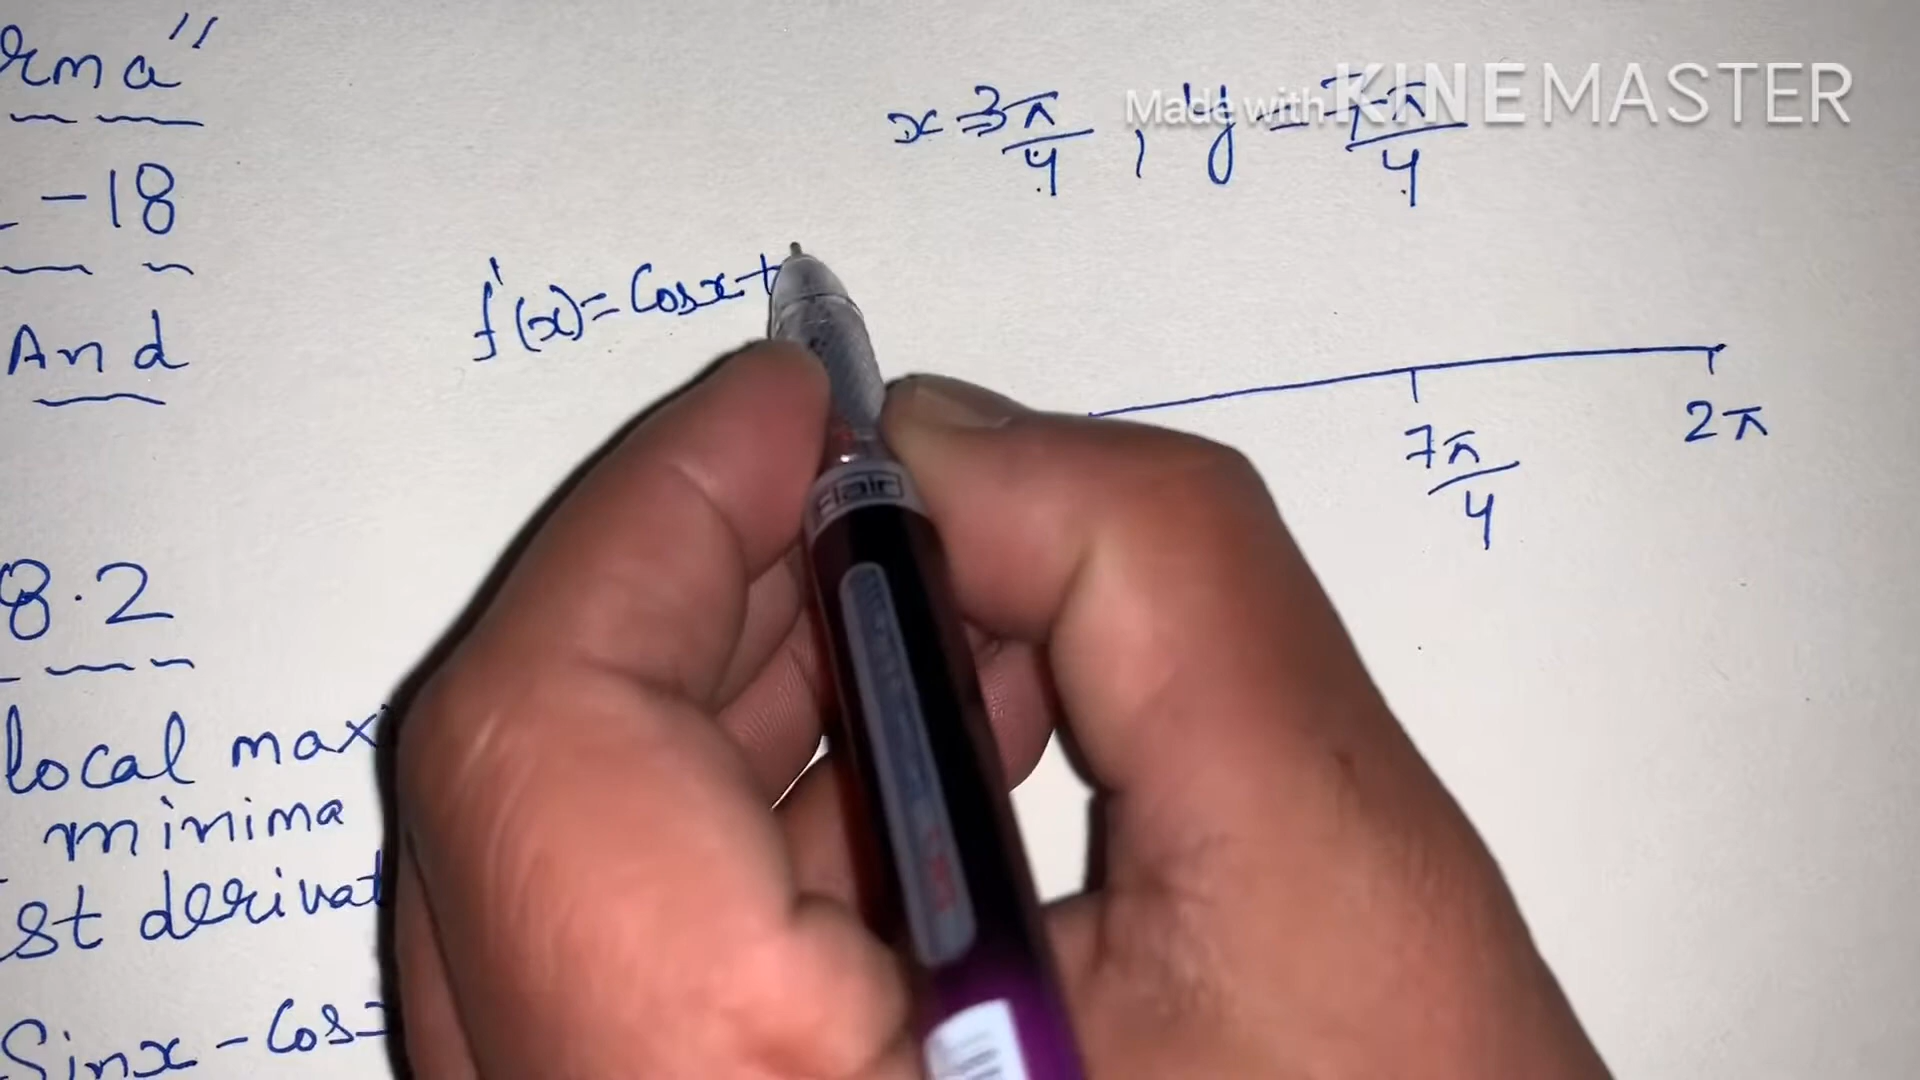 rma"
-18
And
8.2
local max
minima
st derivat
Sinx - Cos
x = 3π/4 , y = 7π/4
f'(x) = Cosx +
7π/4
2π
Made with KINEMASTER
Flair